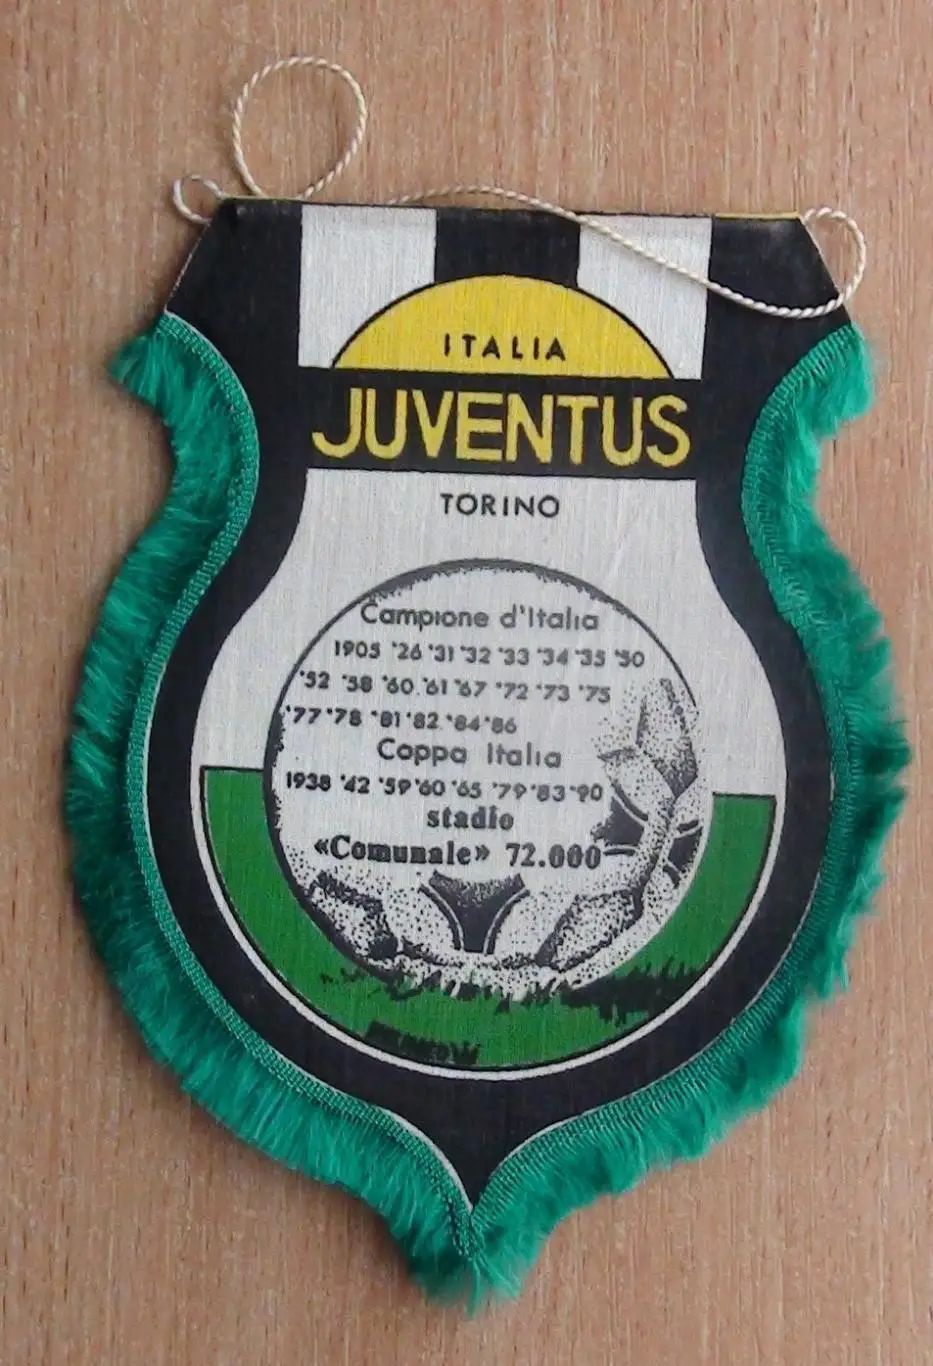 ITALIA
JUVENTUS
TORINO
Campione d'Italia
1905 '26 '31 '32 '33 '34 '35 '50
'52 '58 '60 '61 '67 '72 '73 '75
'77 '78 '81 '82 '84 '86
Coppa Italia
1938 '42 '59 '60 '65 '79 '83 '90
stadio
«Comunale» 72.000